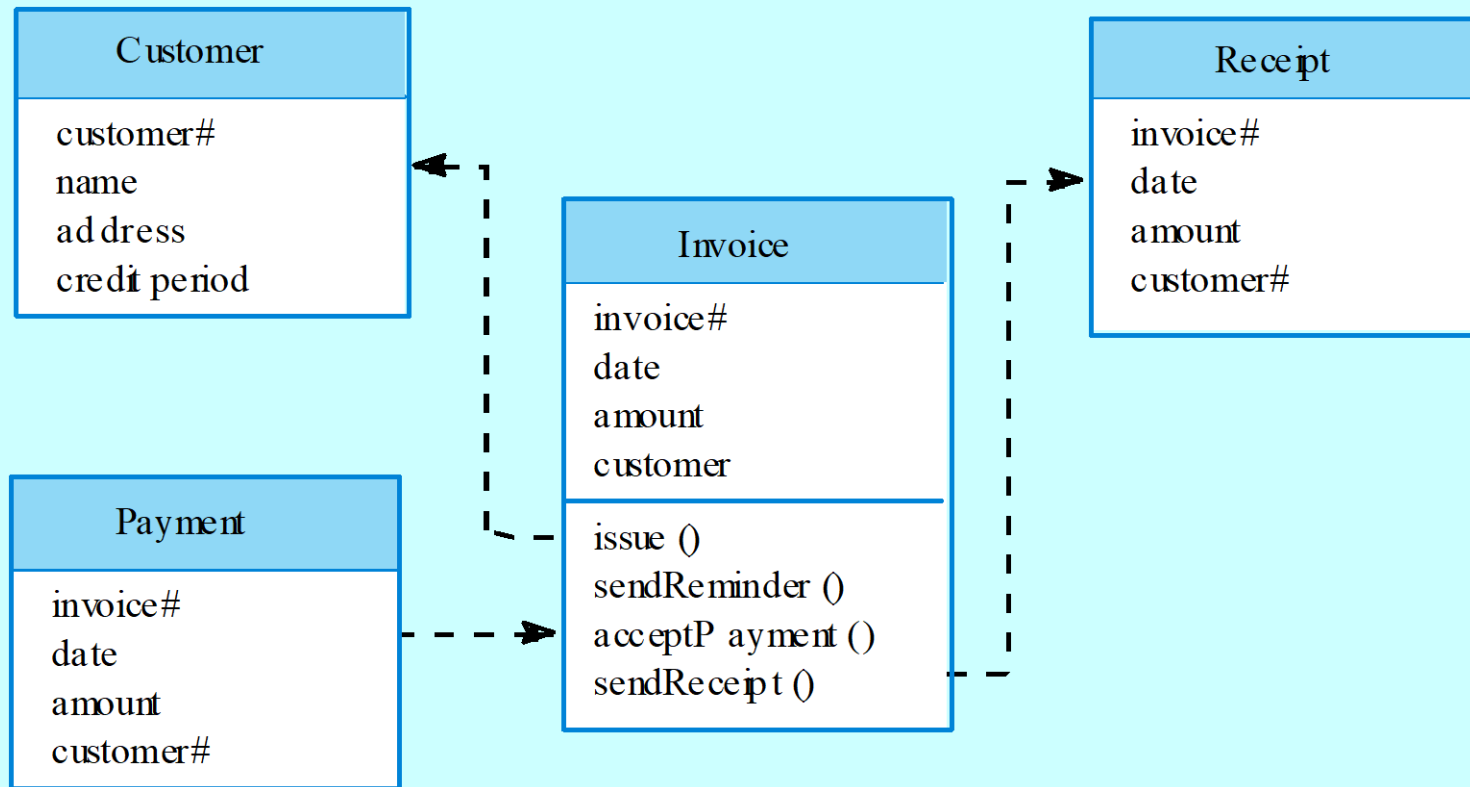 Customer
customer#
name
address
credit period
Receipt
invoice#
date
amount
customer#
Invoice
invoice#
date
amount
customer
issue ()
sendReminder ()
acceptPayment ()
sendReceipt ()
Payment
invoice#
date
amount
customer#